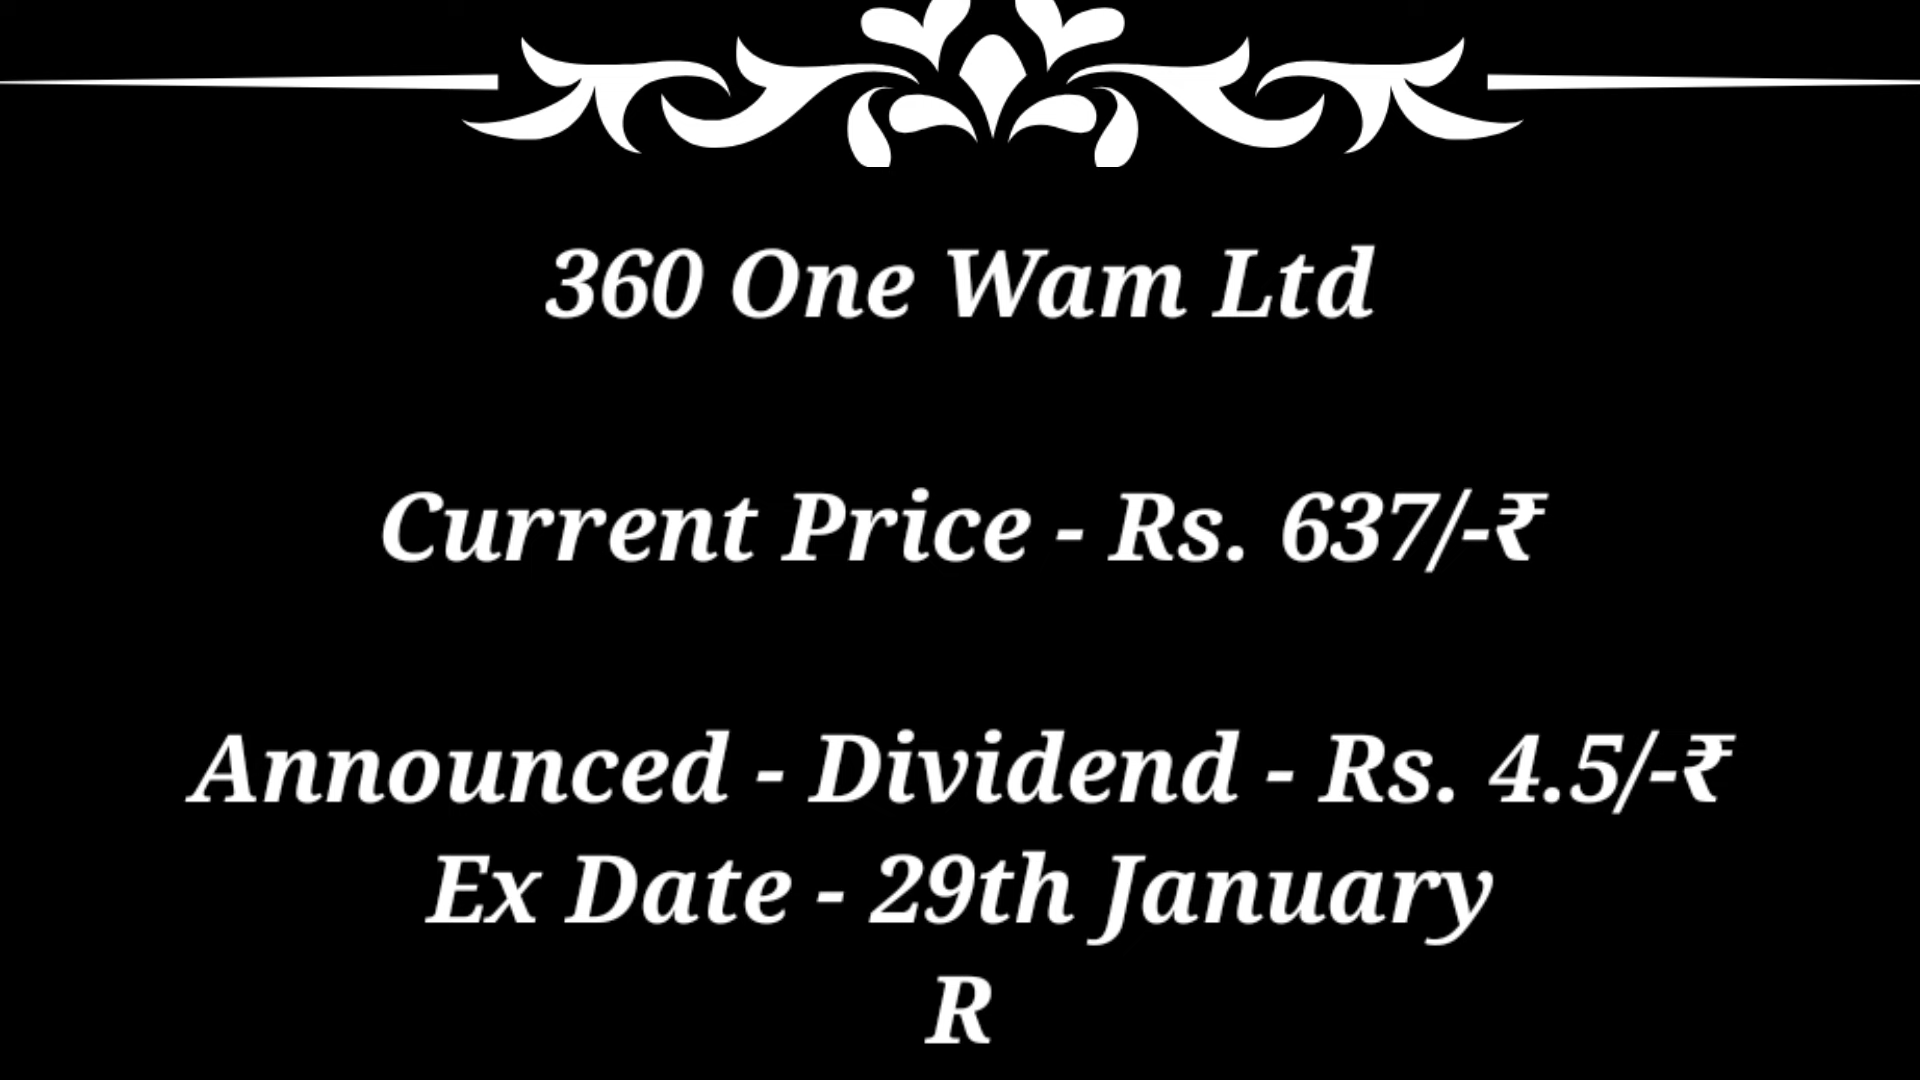 360 One Wam Ltd
Current Price - Rs. 637/-₹
Announced - Dividend - Rs. 4.5/-₹
Ex Date - 29th January
R